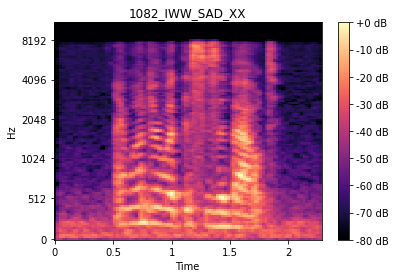 1082_IWW_SAD_XX
+0 dB
8192
-10 dB
4096
-20 dB
-30 dB
2048
-40 dB
Hz
1024
-50 dB
512
-60 dB
-70 dB
0
-80 dB
0 0.5 1 1.5 2
Time